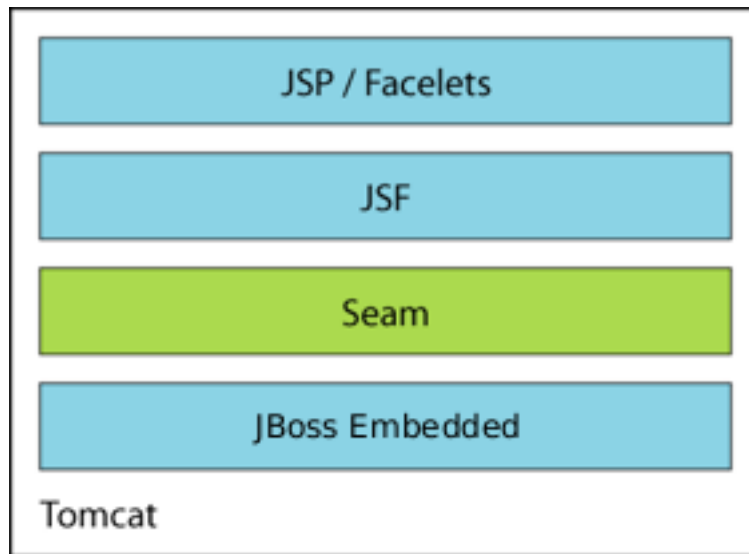 JSP / Facelets
JSF
Seam
JBoss Embedded
Tomcat